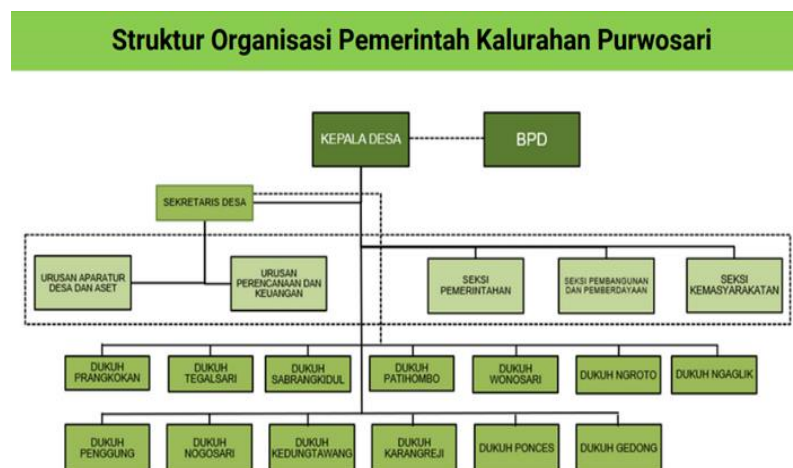 Struktur Organisasi Pemerintah Kalurahan Purwosari
KEPALA DESA
BPD
SEKRETARIS DESA
URUSAN APARATUR
DESA DAN ASET
URUSAN
PERENCANAAN DAN
KEUANGAN
SEKSI
PEMERINTAHAN
SEKSI PEMBANGUNAN
DAN PEMBERDAYAAN
SEKSI
KEMASYARAKATAN
DUKUH
PRANGKOKAN
DUKUH
TEGALSARI
DUKUH
SABRANGKIDUL
DUKUH
PATIHOMBO
DUKUH
WONOSARI
DUKUH NGROTO
DUKUH NGAGLIK
DUKUH
PENGGUNG
DUKUH
NOGOSARI
DUKUH
KEDUNGTAWANG
DUKUH
KARANGREJI
DUKUH PONCES
DUKUH GEDONG